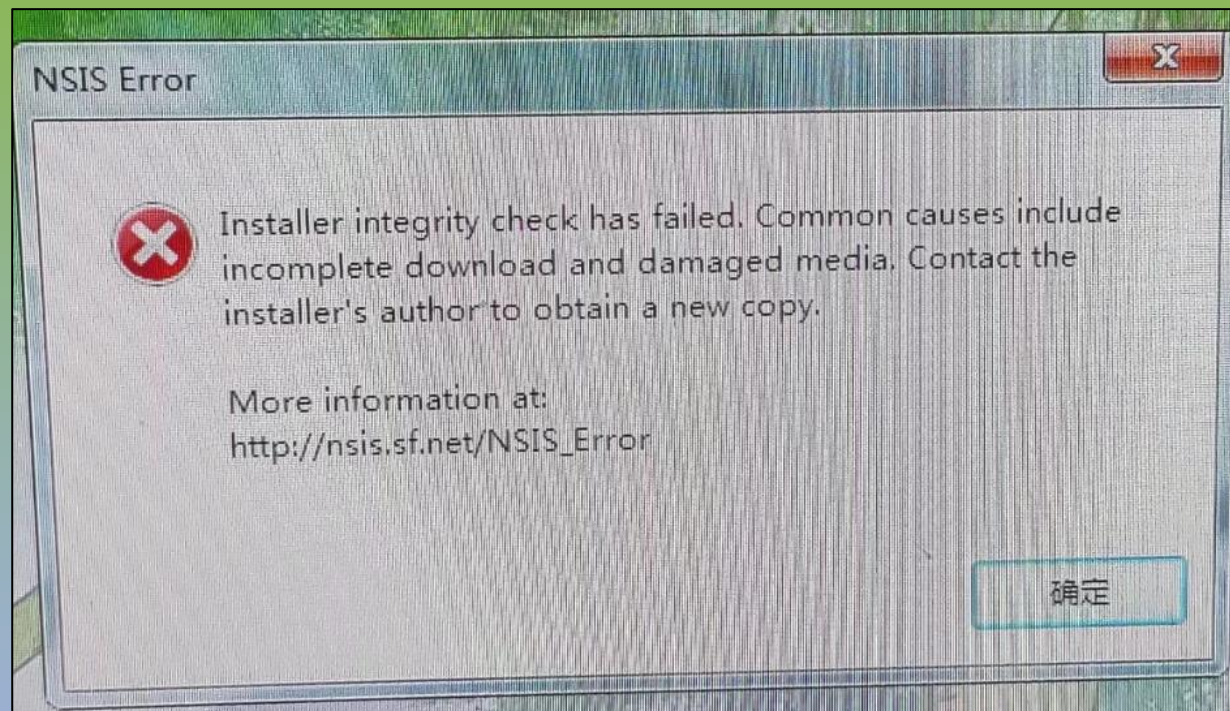 NSIS Error
Installer integrity check has failed. Common causes include
incomplete download and damaged media. Contact the
installer's author to obtain a new copy.
More information at:
http://nsis.sf.net/NSIS_Error
确定